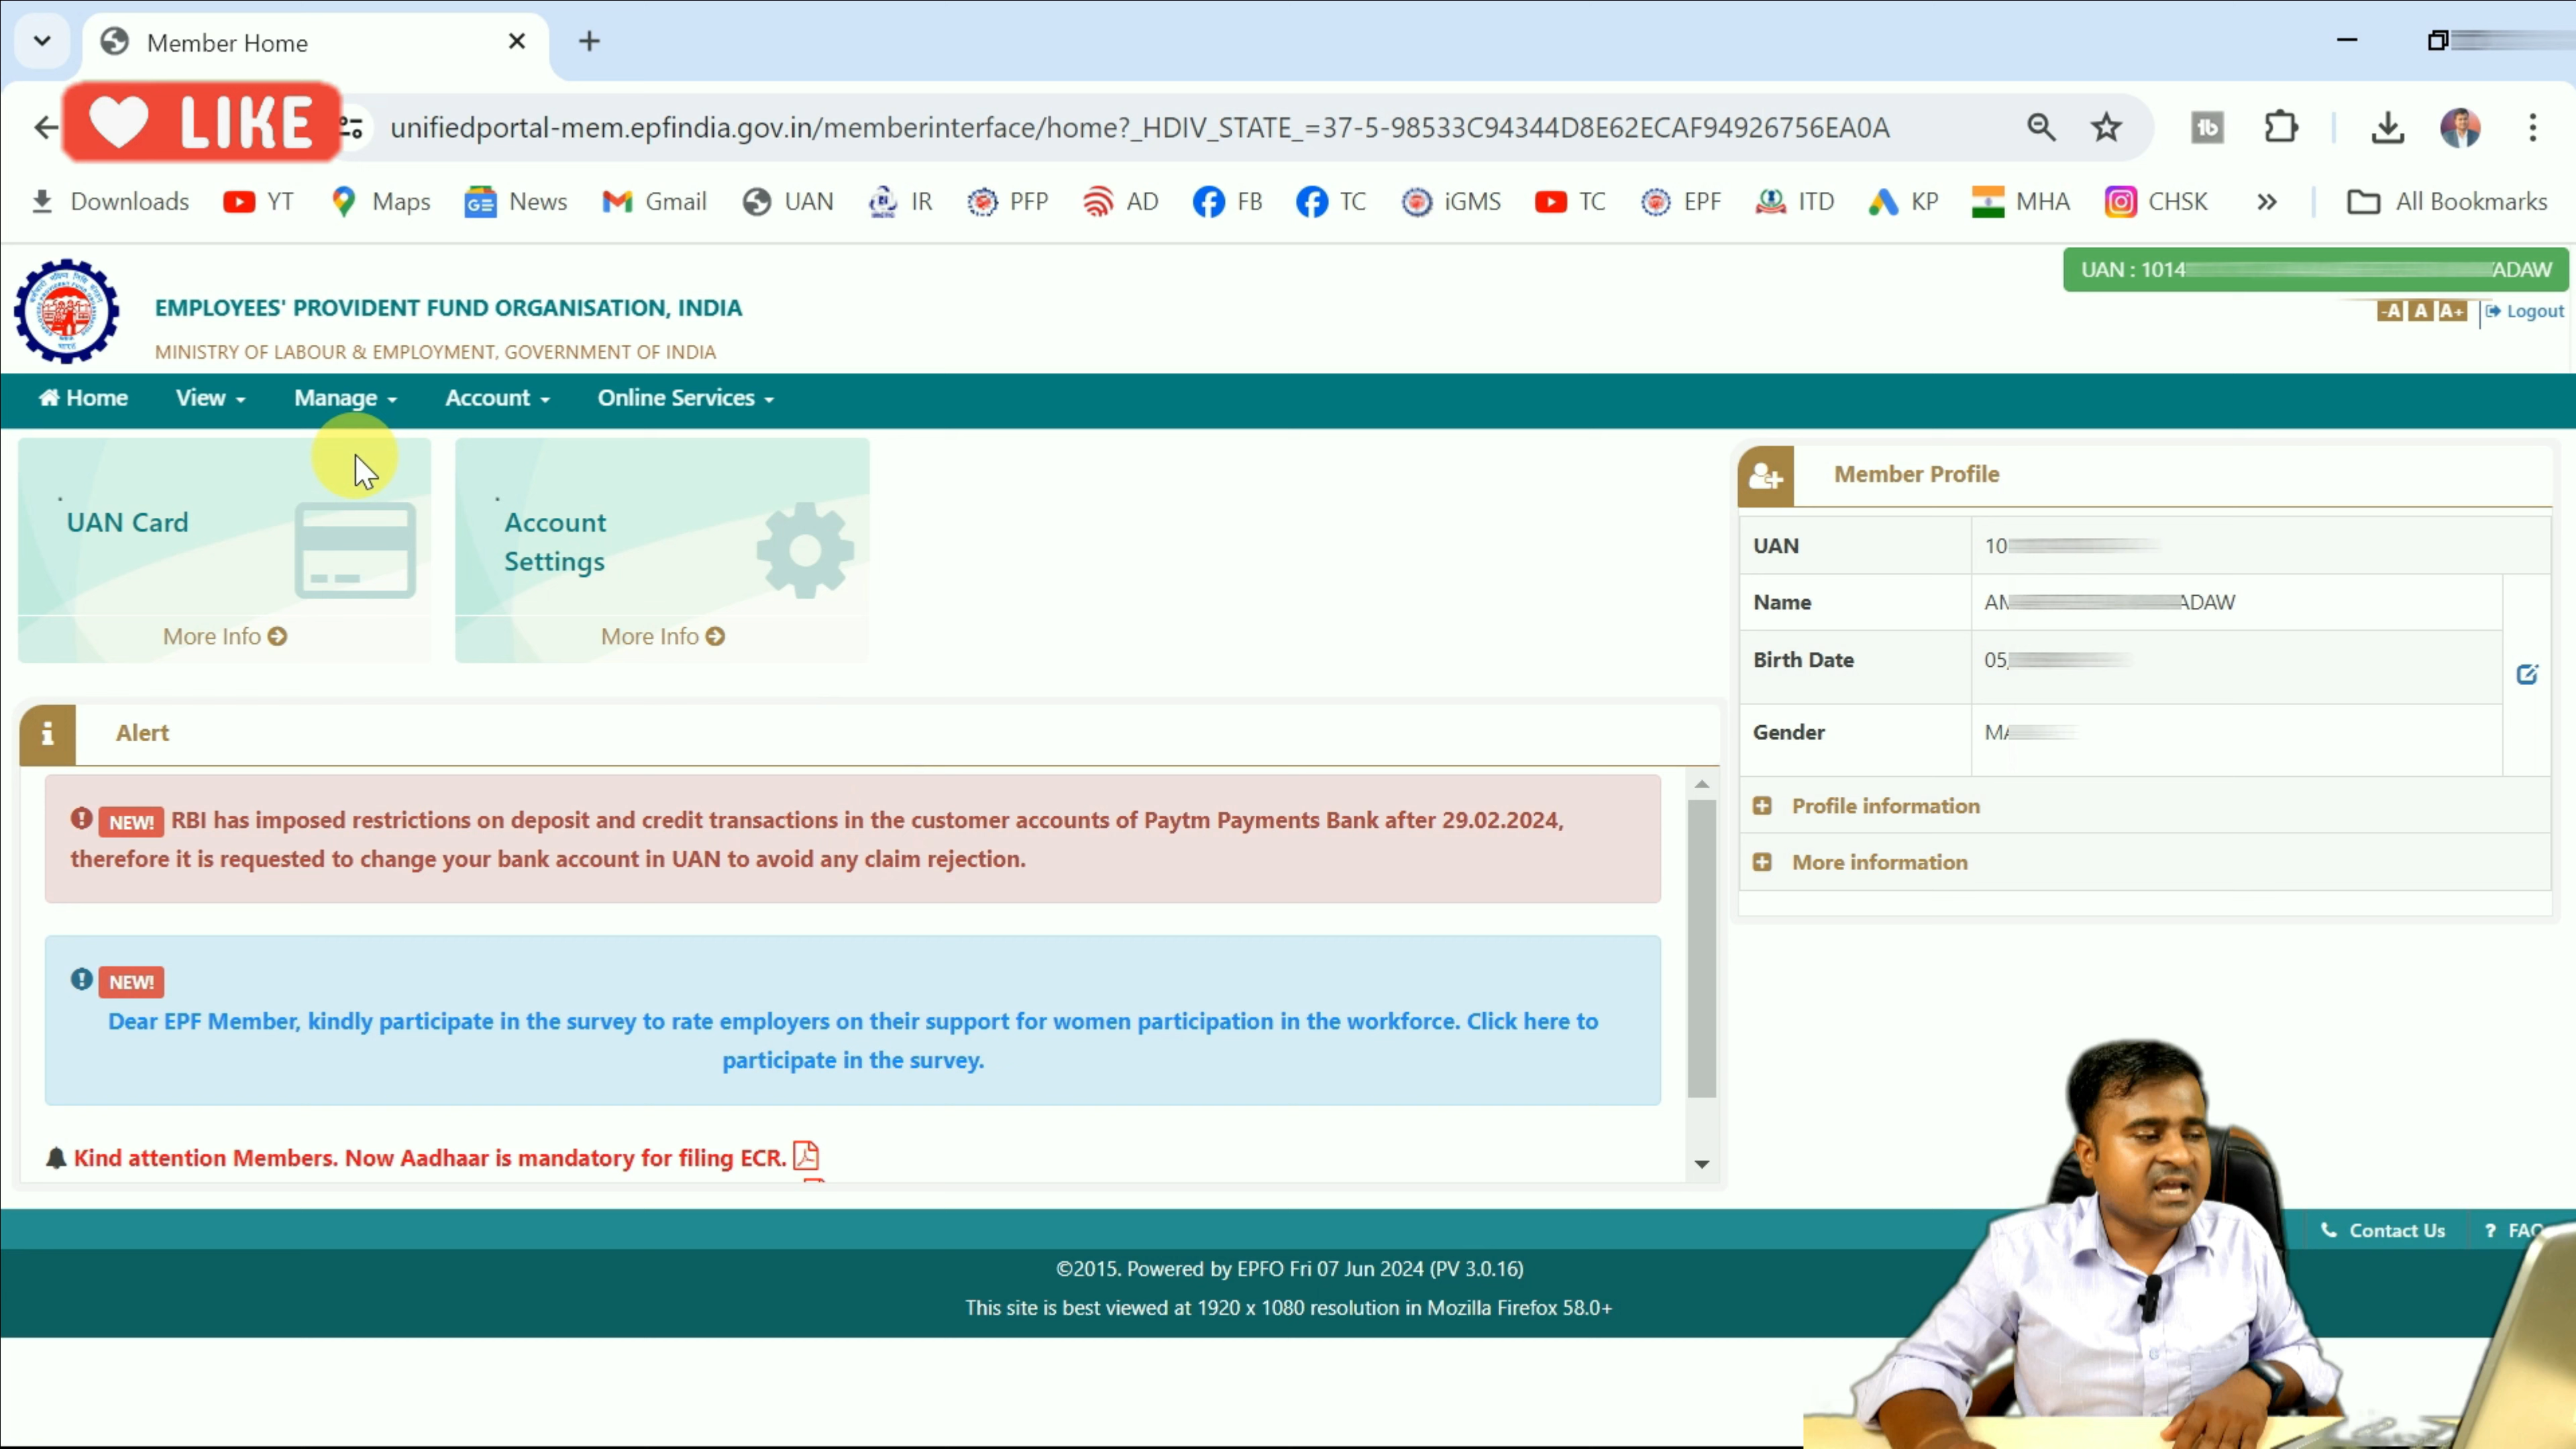 Member Home
LIKE
unifiedportal-mem.epfindia.gov.in/memberinterface/home?_HDIV_STATE_=37-5-98533C94344D8E62ECAF94926756EA0A
Downloads YT Maps News Gmail UAN IR PFP AD FB TC iGMS TC EPF ITD KP MHA CHSK » All Bookmarks
UAN : 1014 ADAW
EMPLOYEES' PROVIDENT FUND ORGANISATION, INDIA
-A A A+ Logout
MINISTRY OF LABOUR & EMPLOYMENT, GOVERNMENT OF INDIA
Home View Manage Account Online Services
UAN Card
More Info
Account
Settings
More Info
Member Profile
UAN 10
Name AM ADAW
Birth Date 05
Gender MA
Profile information
More information
Alert
NEW! RBI has imposed restrictions on deposit and credit transactions in the customer accounts of Paytm Payments Bank after 29.02.2024,
therefore it is requested to change your bank account in UAN to avoid any claim rejection.
NEW!
Dear EPF Member, kindly participate in the survey to rate employers on their support for women participation in the workforce. Click here to
participate in the survey.
Kind attention Members. Now Aadhaar is mandatory for filing ECR.
Contact Us ? FAQ
©2015. Powered by EPFO Fri 07 Jun 2024 (PV 3.0.16)
This site is best viewed at 1920 x 1080 resolution in Mozilla Firefox 58.0+